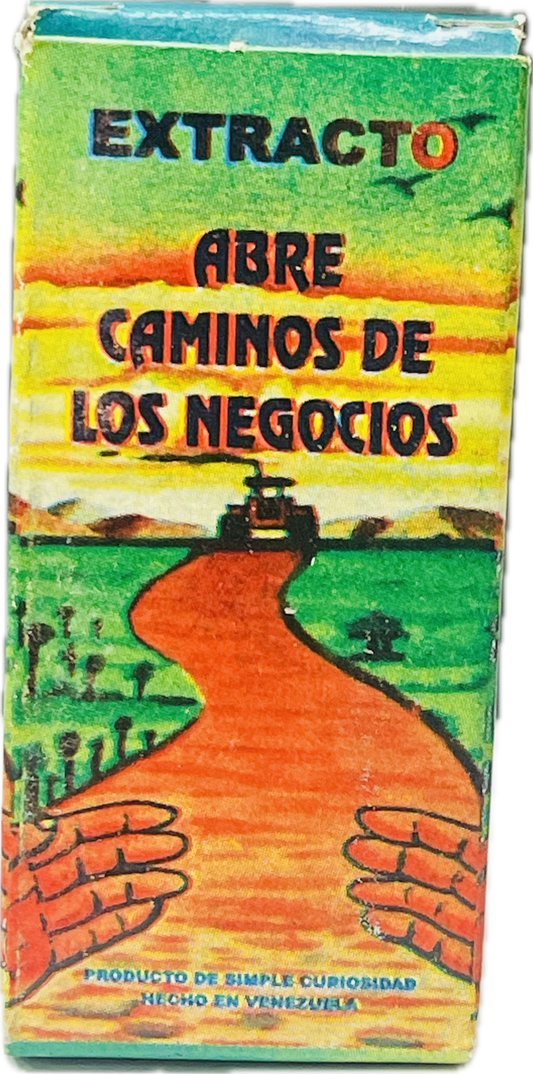 EXTRACTO
ABRE
CAMINOS DE
LOS NEGOCIOS
PRODUCTO DE SIMPLE CURIOSIDAD
HECHO EN VENEZUELA